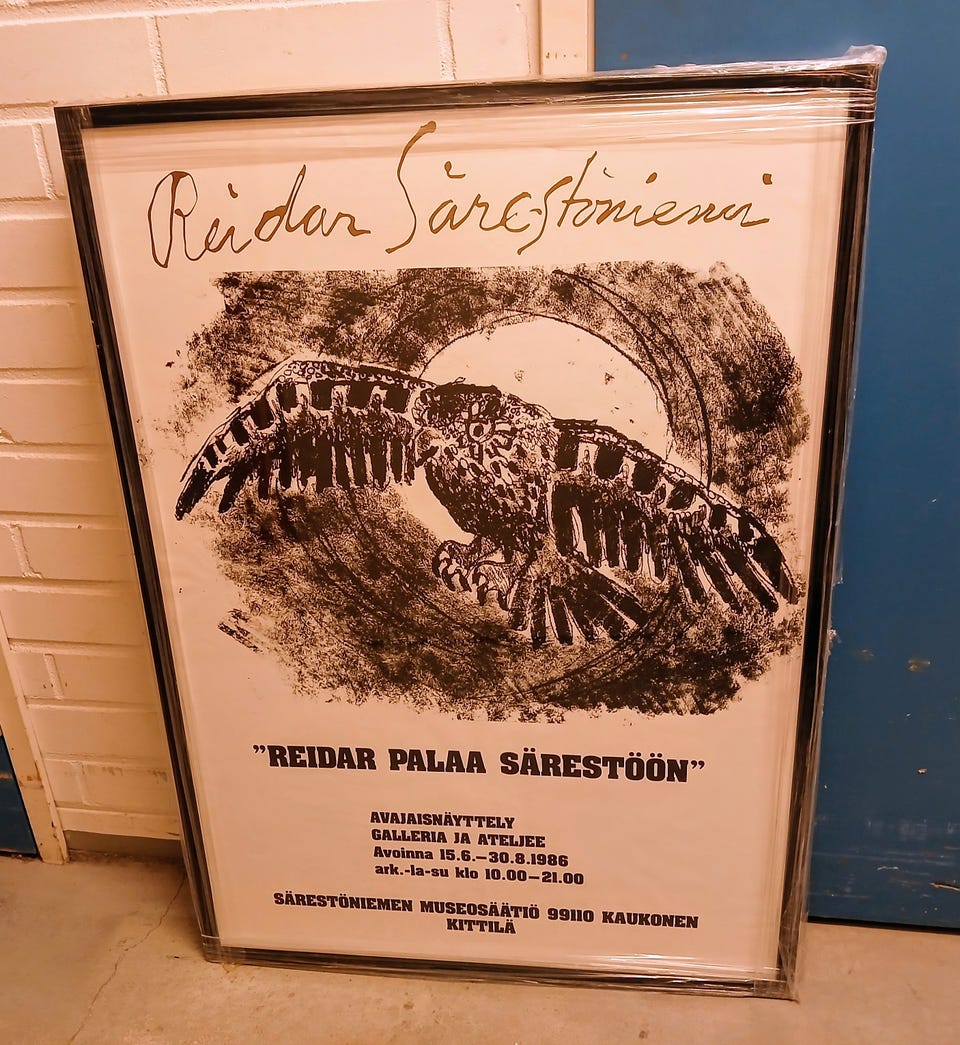 Reidar Särestöniemi
”REIDAR PALAA SÄRESTÖÖN”
AVAJAISNÄYTTELY
GALLERIA JA ATELJEE
Avoinna 15.6.–30.8.1986
ark.-la-su klo 10.00–21.00
SÄRESTÖNIEMEN MUSEOSÄÄTIÖ 99110 KAUKONEN
KITTILÄ